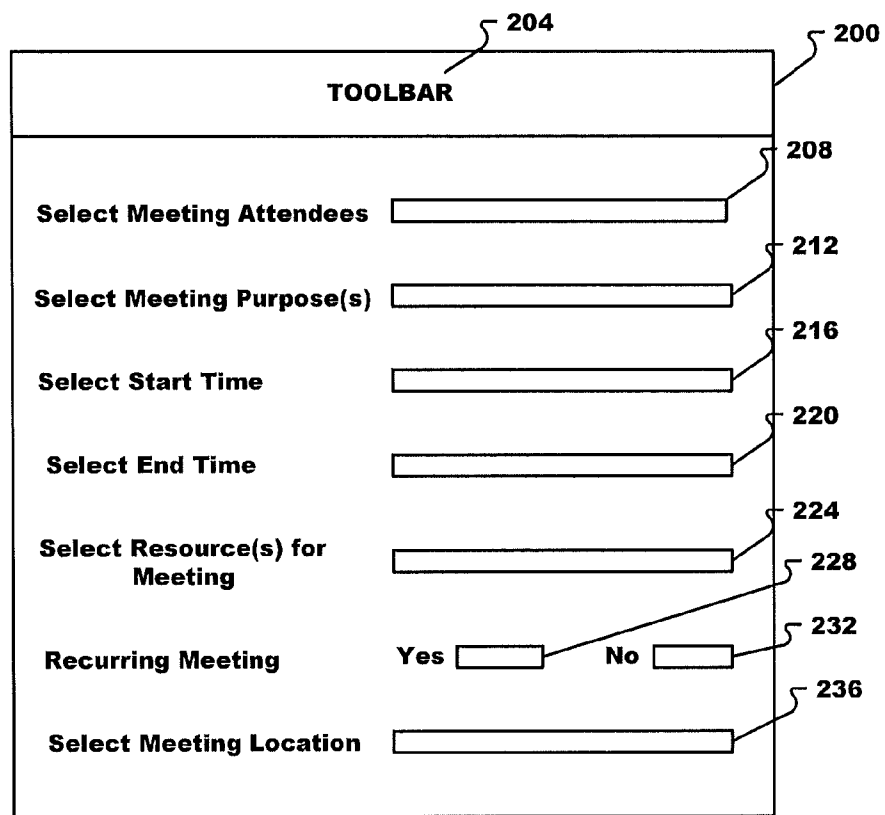 204
200
TOOLBAR
208
Select Meeting Attendees
212
Select Meeting Purpose(s)
216
Select Start Time
220
Select End Time
224
Select Resource(s) for
Meeting
228
Recurring Meeting Yes No
232
Select Meeting Location
236